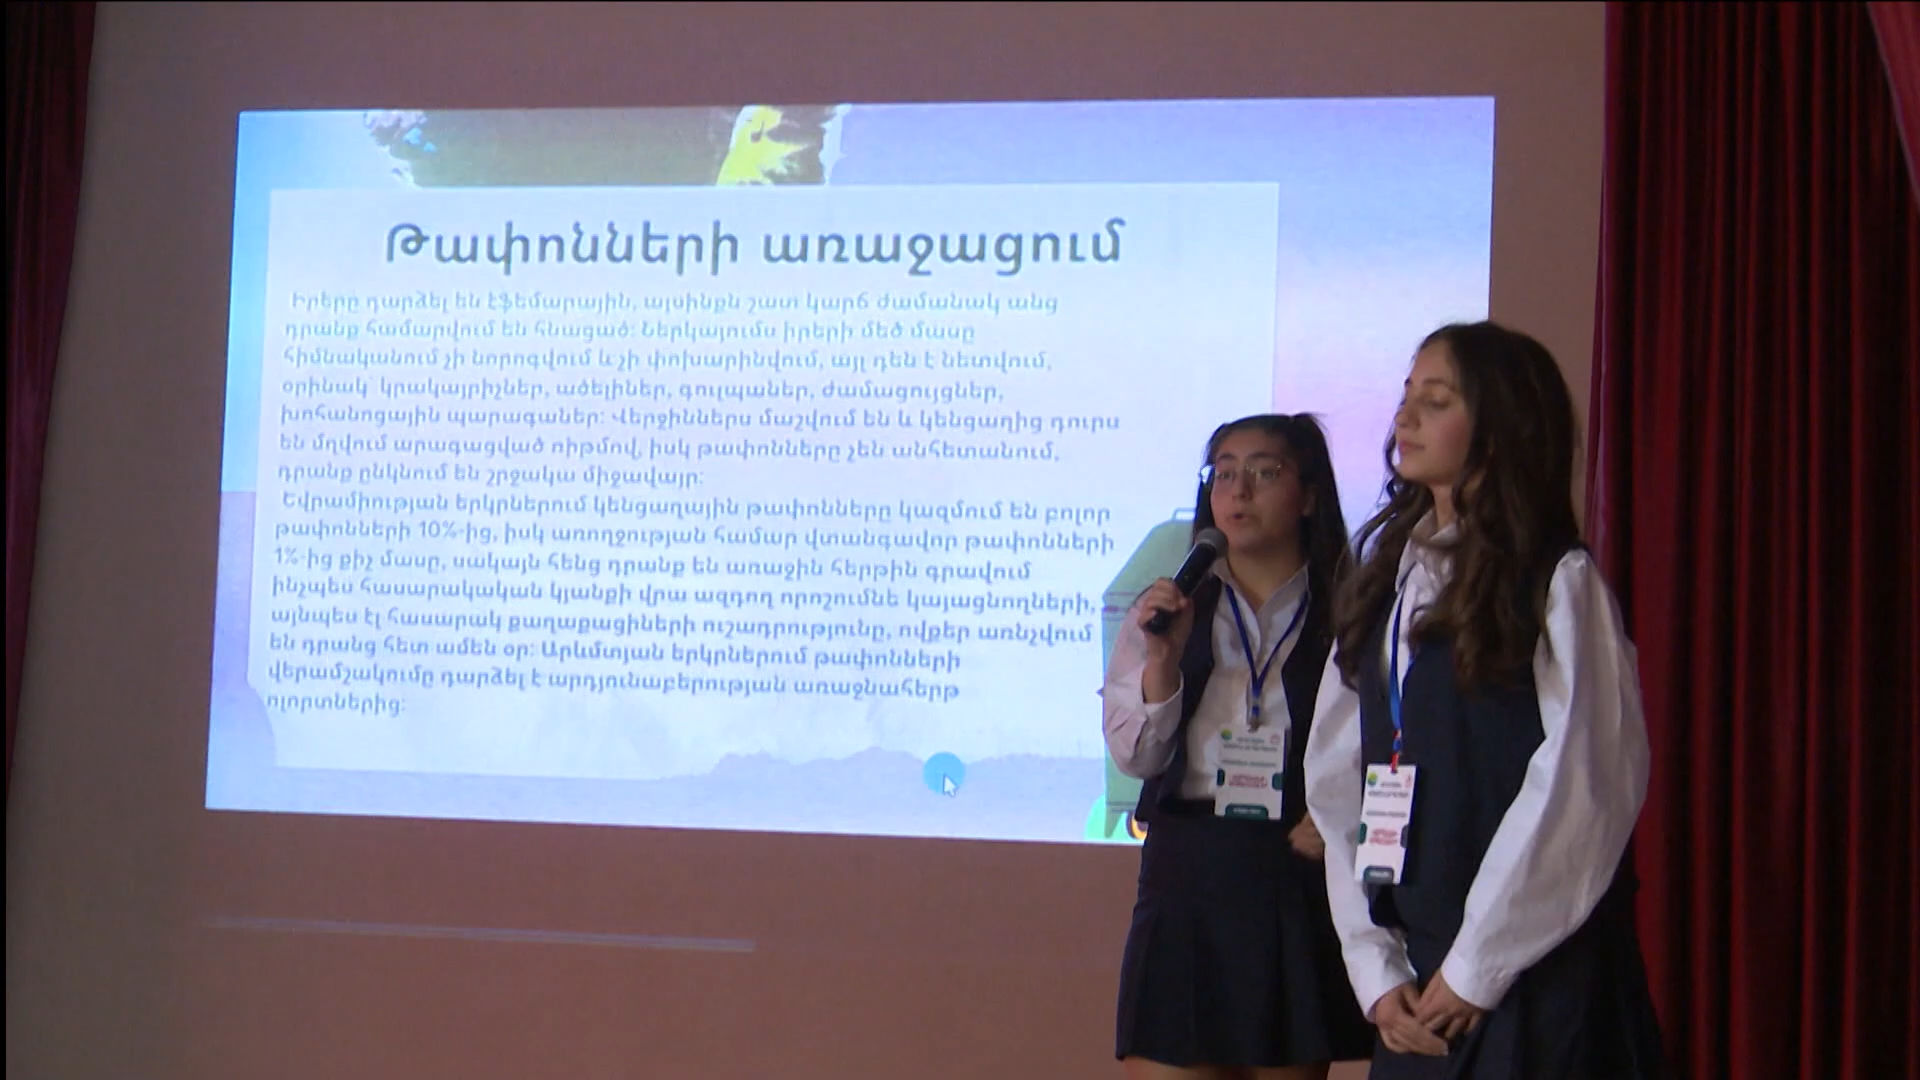 Թափոնների առաջացում
Իրերը դարձել են էֆեմարային, այսինքն շատ կարճ ժամանակ անց
դրանք համարվում են հնացած: Ներկայումս իրերի մեծ մասը
հիմնականում չի նորոգվում և չի փոխարինվում, այլ դեն է նետվում,
օրինակ՝ կրակայրիչներ, ածելիներ, գուլպաներ, ժամացույցներ,
խոհանոցային պարագաներ: Վերջիններս մաշվում են և կենցաղից դուրս
են մղվում արագացված ռիթմով, իսկ թափոնները չեն անհետանում,
դրանք ընկնում են շրջակա միջավայր:
Եվրամիության երկրներում կենցաղային թափոնները կազմում են բոլոր
թափոնների 10%-ից, իսկ առողջության համար վտանգավոր թափոնների
1%-ից քիչ մասը, սակայն հենց դրանք են առաջին հերթին գրավում
ինչպես հասարակական կյանքի վրա ազդող որոշումնե կայացնողների,
այնպես էլ հասարակ քաղաքացիների ուշադրությունը, ովքեր առնչվում
են դրանց հետ ամեն օր: Արևմտյան երկրներում թափոնների
վերամշակումը դարձել է արդյունաբերության առաջնահերթ
ոլորտներից: